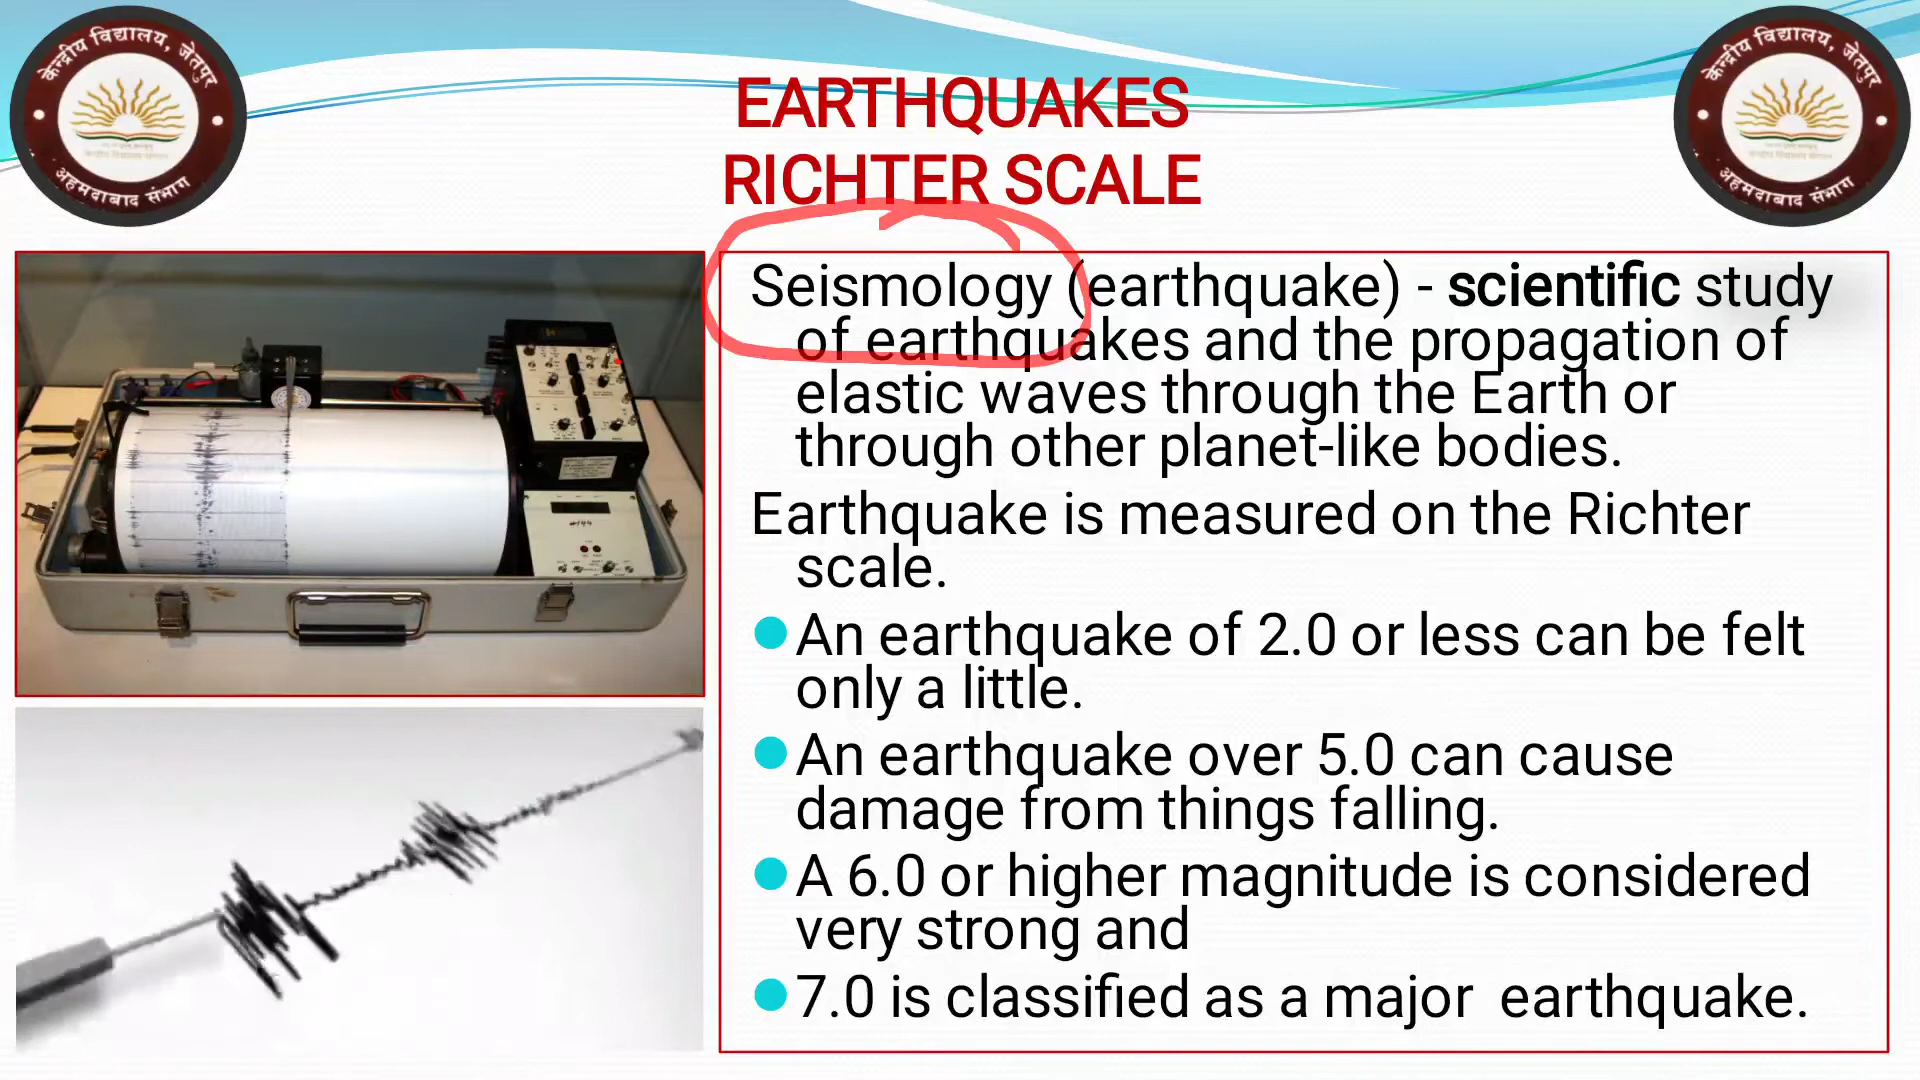 केन्द्रीय विद्यालय, जेतपुर
अहमदाबाद संभाग
केन्द्रीय विद्यालय, जेतपुर
अहमदाबाद संभाग
EARTHQUAKES
RICHTER SCALE
Seismology (earthquake) - scientific study
of earthquakes and the propagation of
elastic waves through the Earth or
through other planet-like bodies.
Earthquake is measured on the Richter
scale.
An earthquake of 2.0 or less can be felt
only a little.
An earthquake over 5.0 can cause
damage from things falling.
A 6.0 or higher magnitude is considered
very strong and
7.0 is classified as a major  earthquake.